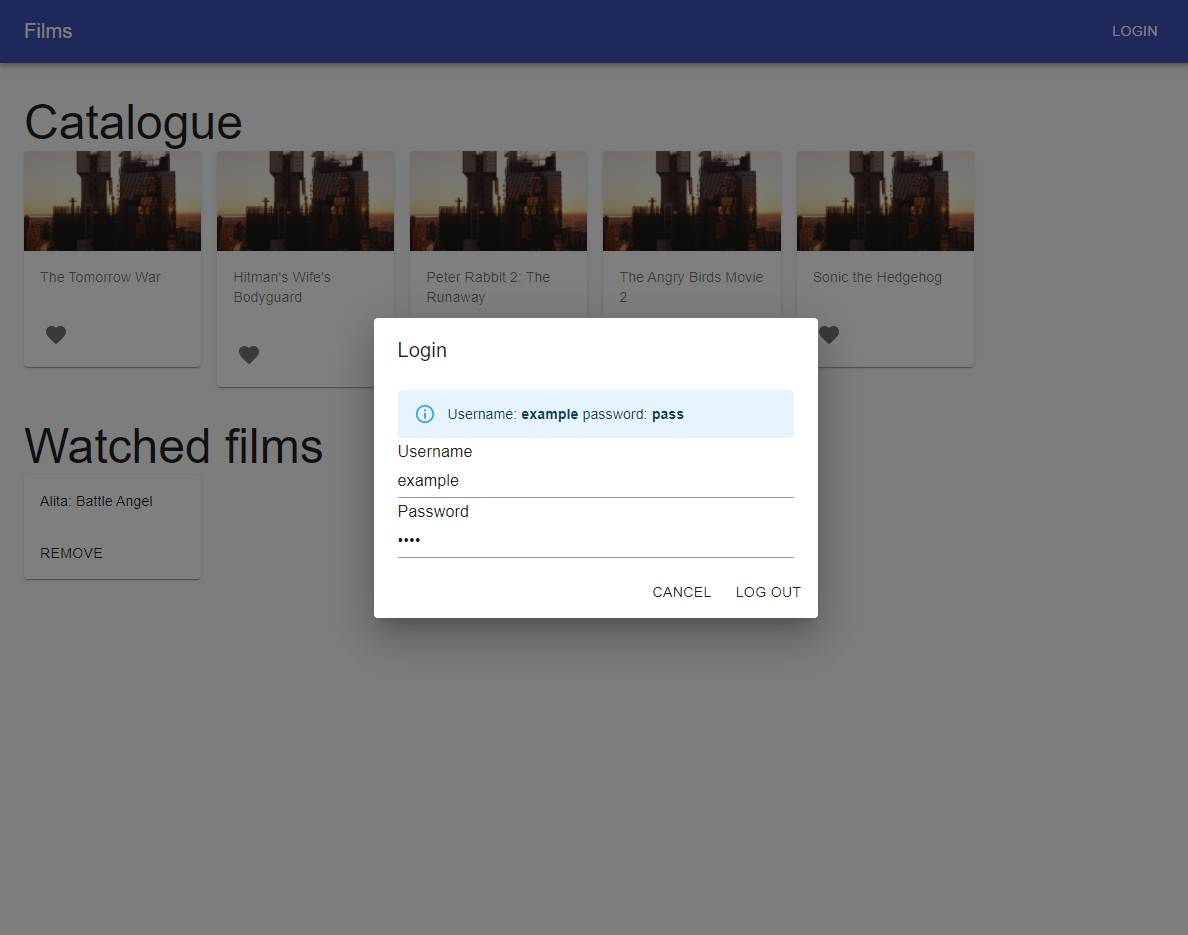 Films
LOGIN
Catalogue
The Tomorrow War
Hitman's Wife's
Bodyguard
Peter Rabbit 2: The
Runaway
The Angry Birds Movie
2
Sonic the Hedgehog
Login
Username: example password: pass
Username
example
Password
••••
CANCEL
LOG OUT
Watched films
Alita: Battle Angel
REMOVE